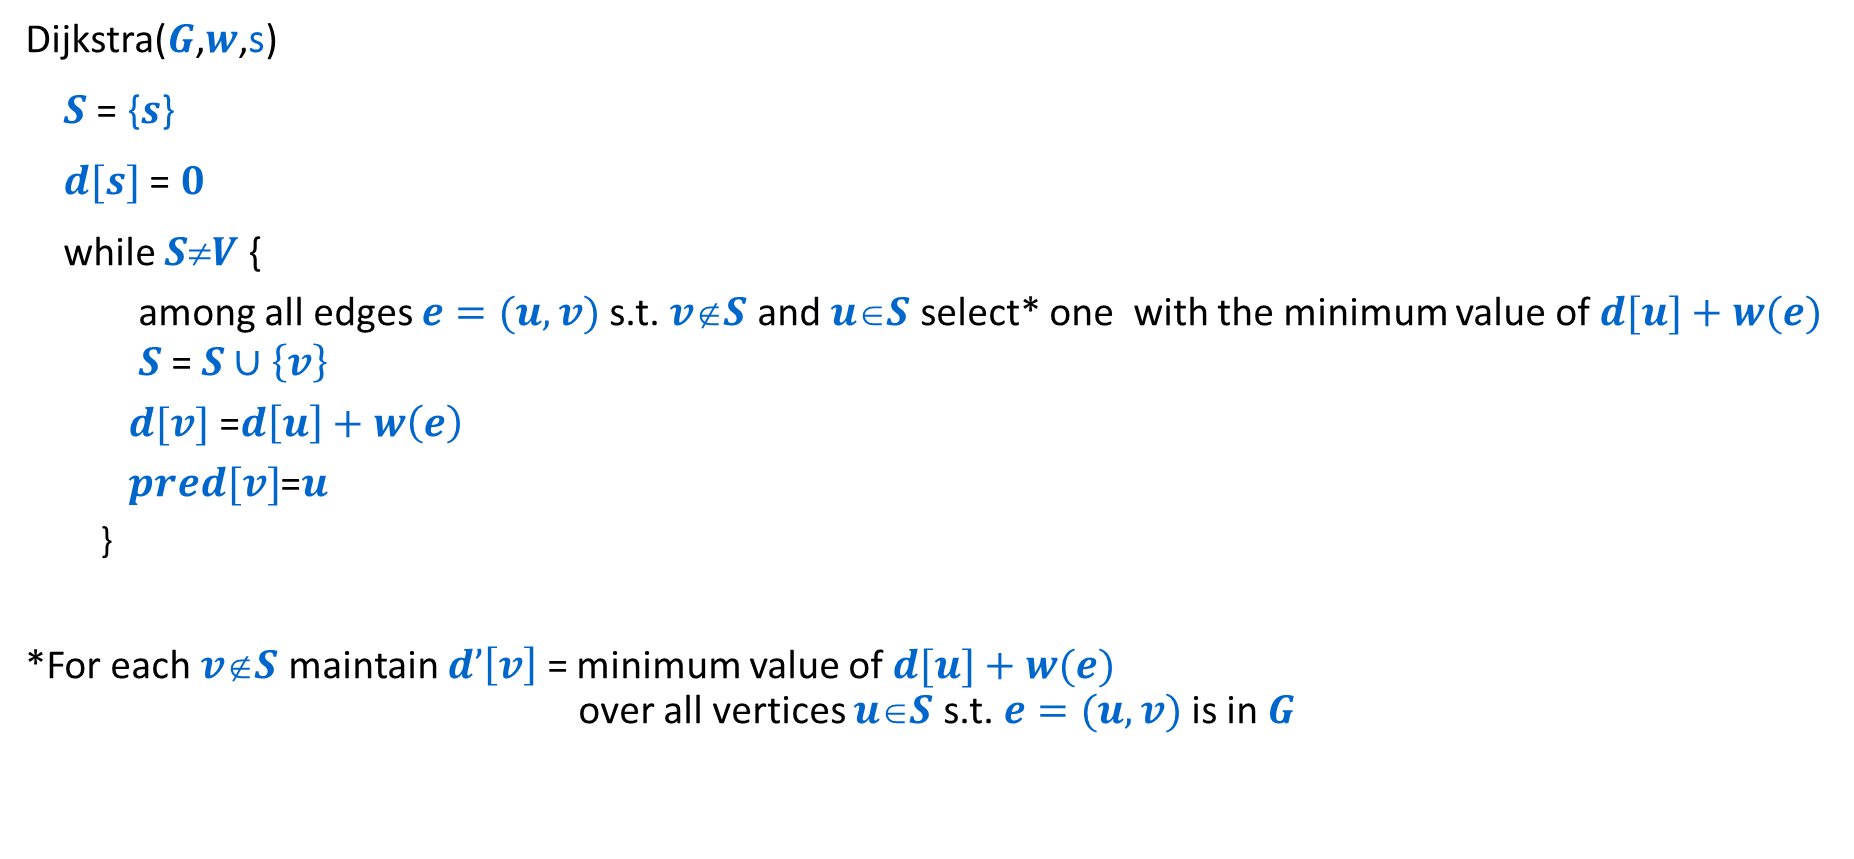 Dijkstra(G,w,s)
S = {s}
d[s] = 0
while S≠V {
among all edges e = (u, v) s.t. v∉S and u∈S select* one with the minimum value of d[u] + w(e)
S = S ∪ {v}
d[v] =d[u] + w(e)
pred[v]=u
}
*For each v∉S maintain d’[v] = minimum value of d[u] + w(e)
over all vertices u∈S s.t. e = (u, v) is in G